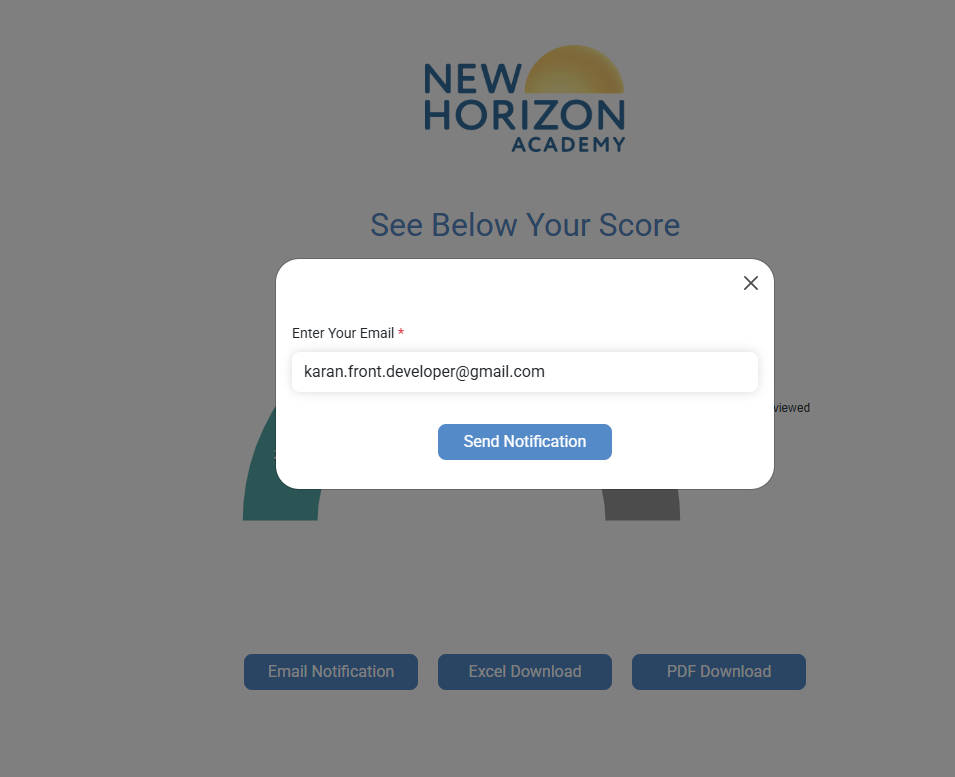 NEW
HORIZON
ACADEMY
See Below Your Score
Enter Your Email *
karan.front.developer@gmail.com
viewed
Send Notification
Email Notification
Excel Download
PDF Download